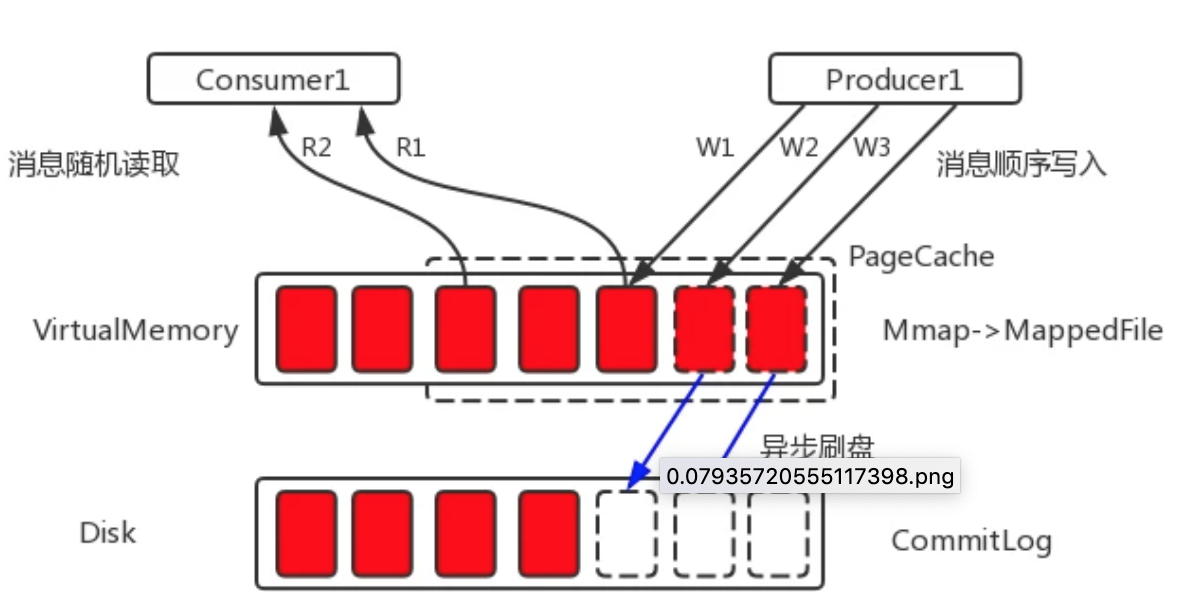 Consumer1
Producer1
消息随机读取
R2
R1
W1
W2
W3
消息顺序写入
PageCache
VirtualMemory
Mmap->MappedFile
异步刷盘
0.07935720555117398.png
Disk
CommitLog